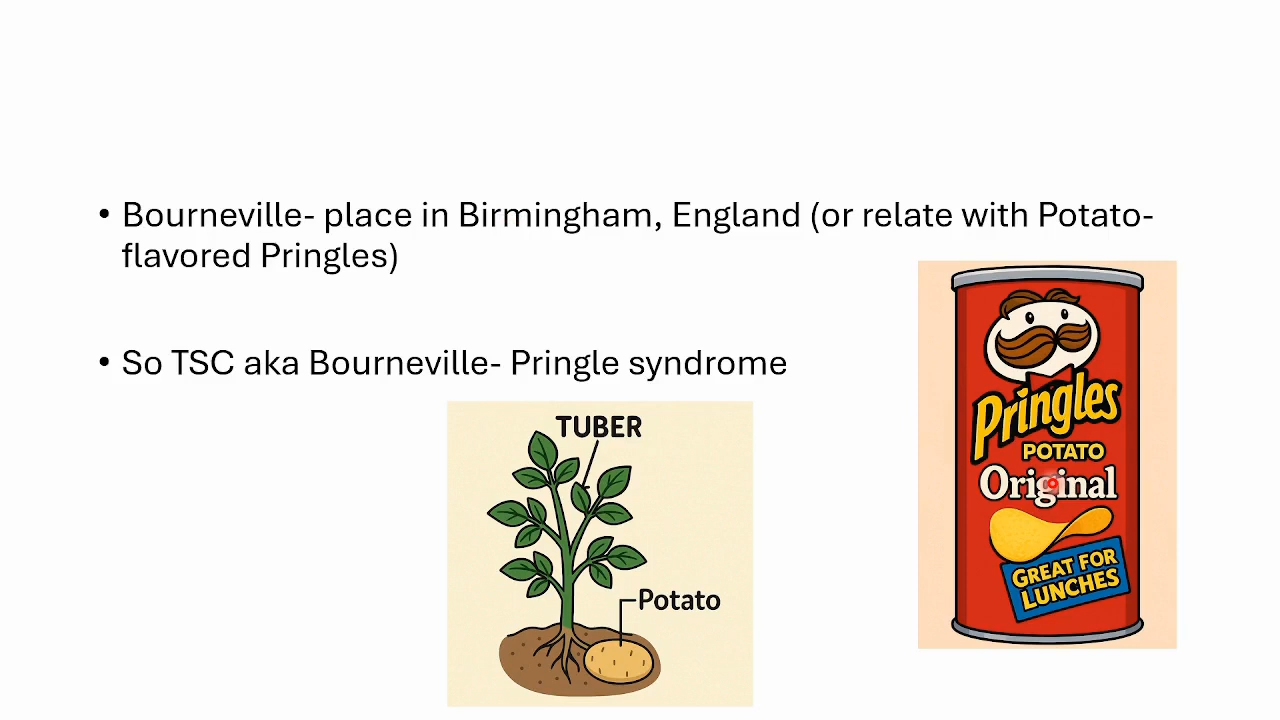 • Bourneville- place in Birmingham, England (or relate with Potato-
flavored Pringles)
• So TSC aka Bourneville- Pringle syndrome
TUBER
Potato
Pringles
POTATO
Original
GREAT FOR
LUNCHES